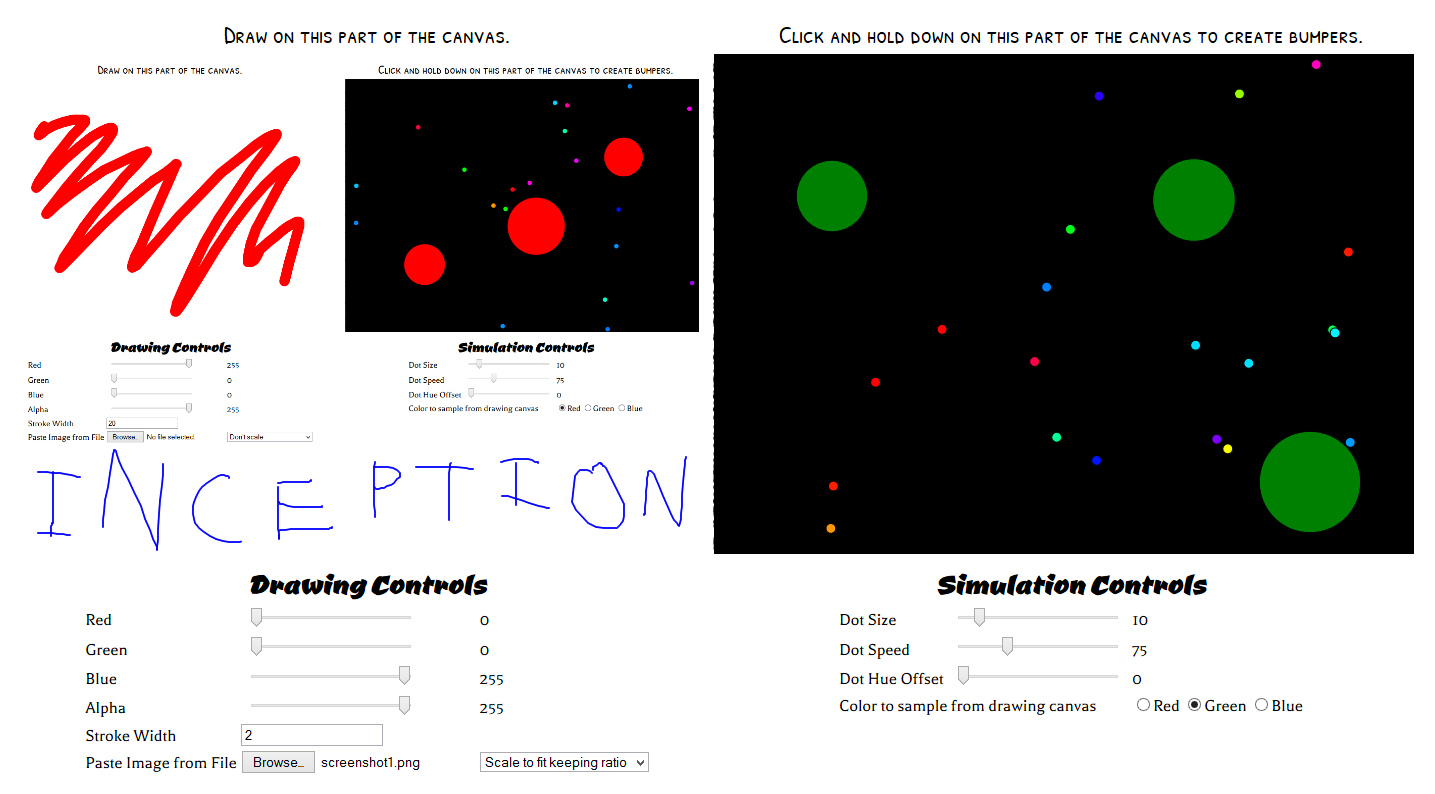 Draw on this part of the canvas.
Click and hold down on this part of the canvas to create bumpers.
Draw on this part of the canvas.
Click and hold down on this part of the canvas to create bumpers.
Drawing Controls
Red 255
Green 0
Blue 0
Alpha 255
Stroke Width 20
Paste Image from File Browse.. No file selected. Don't scale
Simulation Controls
Dot Size 10
Dot Speed 75
Dot Hue Offset 0
Color to sample from drawing canvas Red Green Blue
INCEPTION
Drawing Controls
Red 0
Green 0
Blue 255
Alpha 255
Stroke Width 2
Paste Image from File Browse… screenshot1.png Scale to fit keeping ratio
Simulation Controls
Dot Size 10
Dot Speed 75
Dot Hue Offset 0
Color to sample from drawing canvas Red Green Blue